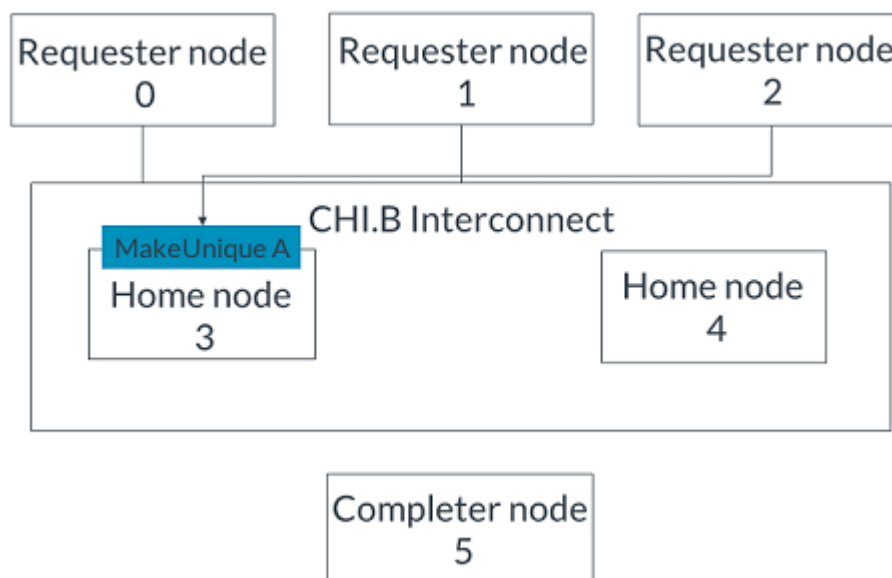 Requester node
0
Requester node
1
Requester node
2
CHI.B Interconnect
MakeUnique A
Home node
3
Home node
4
Completer node
5